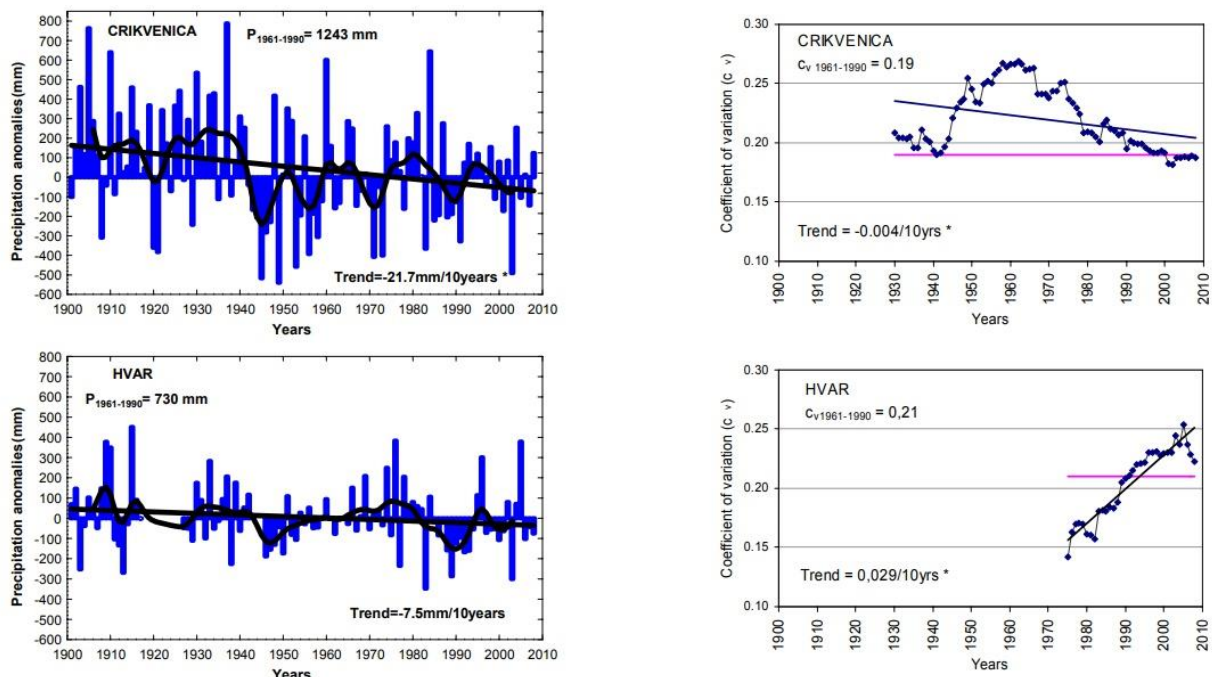 CRIKVENICA
P1961-1990 = 1243 mm
Precipitation anomalies(mm)
800
700
600
500
400
300
200
100
0
-100
-200
-300
-400
-500
-600
Trend=-21.7mm/10years *
1900 1910 1920 1930 1940 1950 1960 1970 1980 1990 2000 2010
Years
CRIKVENICA
cv 1961-1990 = 0.19
Coefficient of variation (c v)
0.30
0.25
0.20
0.15
0.10
Trend = -0.004/10yrs *
1900 1910 1920 1930 1940 1950 1960 1970 1980 1990 2000 2010
Years
HVAR
P1961-1990= 730 mm
Precipitation anomalies(mm)
800
700
600
500
400
300
200
100
0
-100
-200
-300
-400
-500
-600
Trend=-7.5mm/10years
1900 1910 1920 1930 1940 1950 1960 1970 1980 1990 2000 2010
Years
HVAR
cv1961-1990 = 0,21
Coefficient of variation (c v)
0.30
0.25
0.20
0.15
0.10
Trend = 0,029/10yrs *
1900 1910 1920 1930 1940 1950 1960 1970 1980 1990 2000 2010
Years